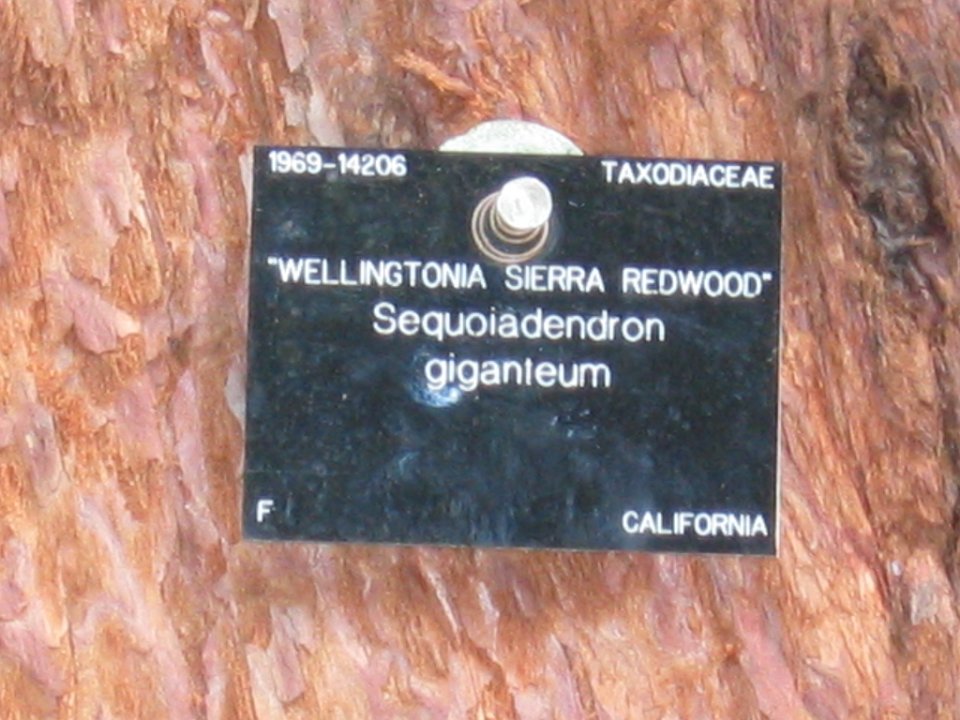 1969-14206 TAXODIACEAE
"WELLINGTONIA SIERRA REDWOOD"
Sequoiadendron
giganteum
F CALIFORNIA